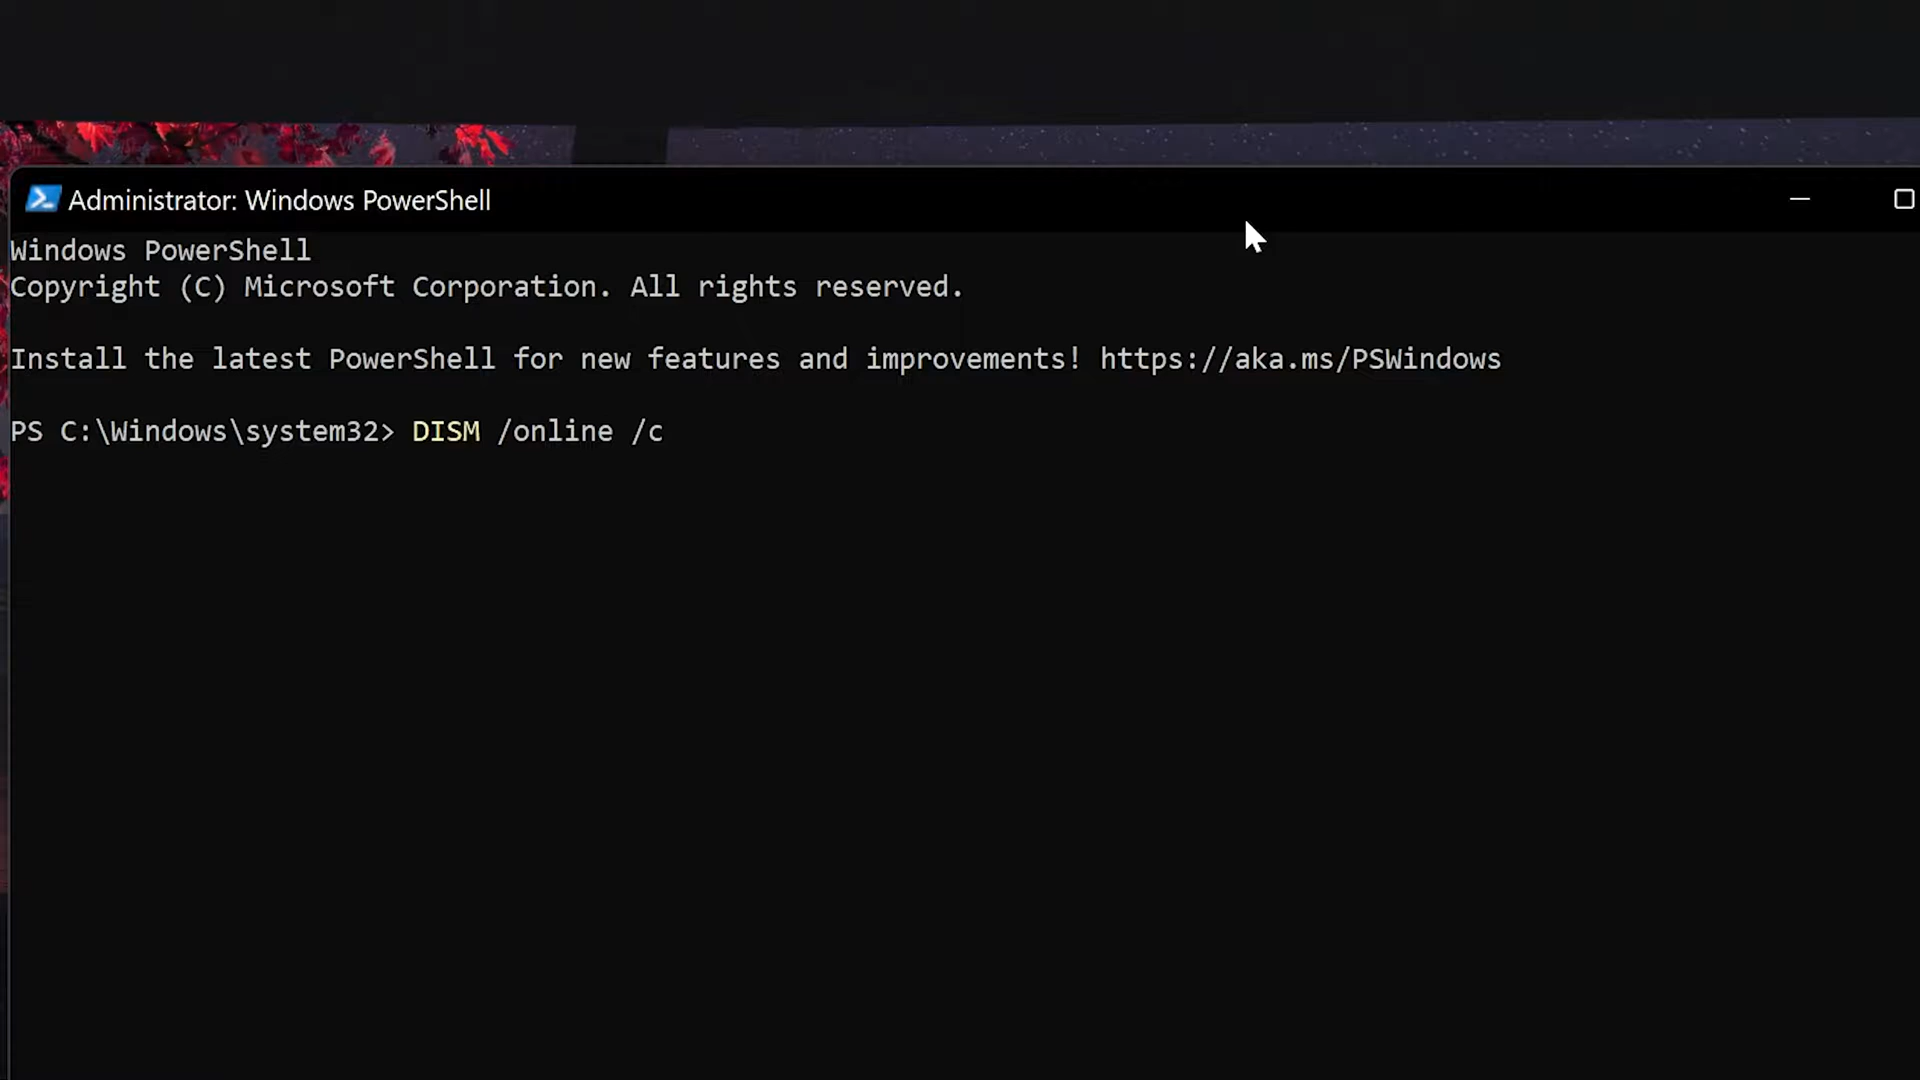 Administrator: Windows PowerShell
Windows PowerShell
Copyright (C) Microsoft Corporation. All rights reserved.
Install the latest PowerShell for new features and improvements! https://aka.ms/PSWindows
PS C:\Windows\system32> DISM /online /c